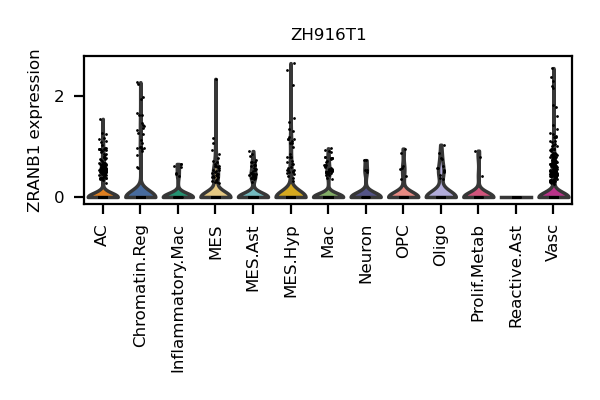 ZH916T1
ZRANB1 expression
2
0
AC
Chromatin.Reg
Inflammatory.Mac
MES
MES.Ast
MES.Hyp
Mac
Neuron
OPC
Oligo
Prolif.Metab
Reactive.Ast
Vasc